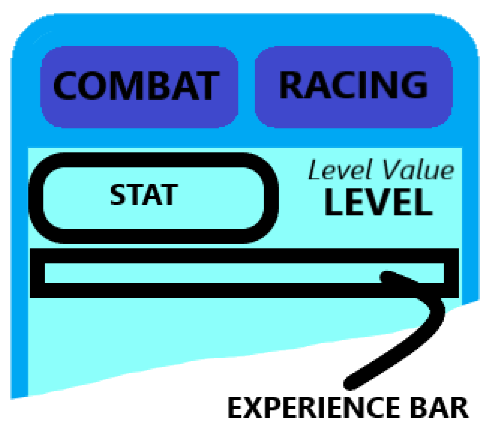 COMBAT RACING
STAT
Level Value
LEVEL
EXPERIENCE BAR